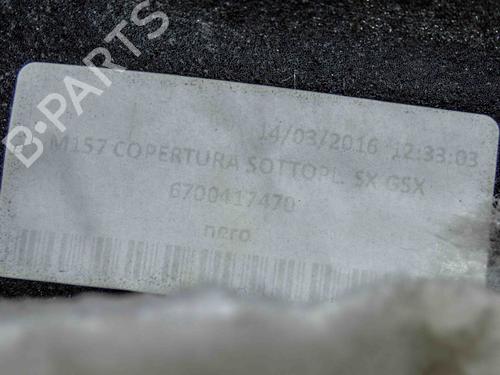 B-PARTS
14/03/2016 12:33:03
M157 COPERTURA SOTTOPL. SX GSX
6700417470
nero